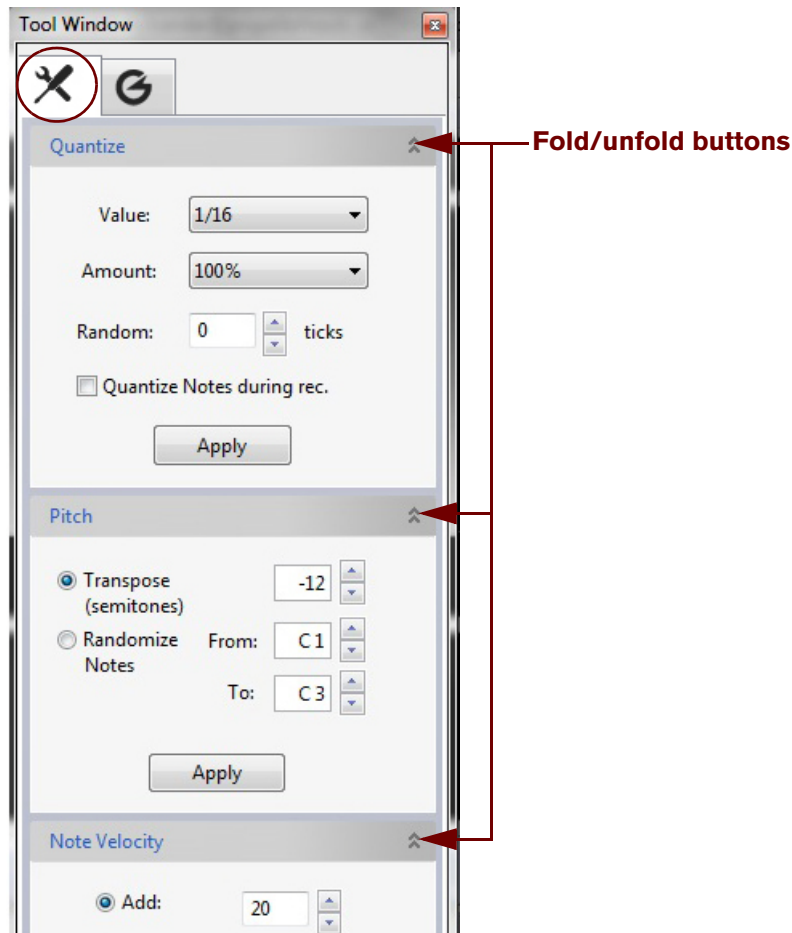 Tool Window
Quantize
Fold/unfold buttons
Value: 1/16
Amount: 100%
Random: 0 ticks
Quantize Notes during rec.
Apply
Pitch
Transpose -12
(semitones)
Randomize From: C 1
Notes
To: C 3
Apply
Note Velocity
Add: 20